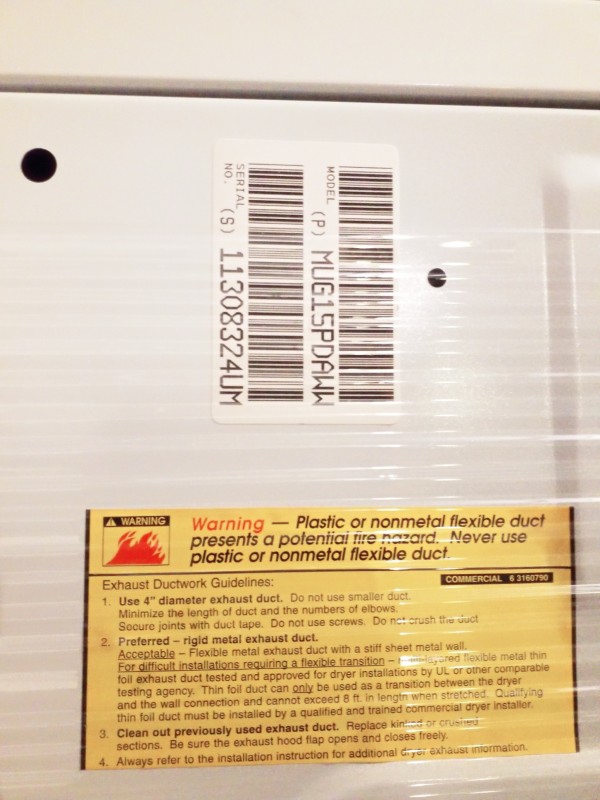 MODEL
(P) MUG15PDAWW
SERIAL
NO.
(S) 11308324UM
WARNING
Warning — Plastic or nonmetal flexible duct
presents a potential fire hazard. Never use
plastic or nonmetal flexible duct.
Exhaust Ductwork Guidelines:
COMMERCIAL 6 3160790
1. Use 4" diameter exhaust duct. Do not use smaller duct.
Minimize the length of duct and the numbers of elbows.
Secure joints with duct tape. Do not use screws. Do not crush the duct
2. Preferred – rigid metal exhaust duct.
Acceptable – Flexible metal exhaust duct with a stiff sheet metal wall.
For difficult installations requiring a flexible transition – layered flexible metal thin
foil exhaust duct tested and approved for dryer installations by UL or other comparable
testing agency. Thin foil duct can only be used as a transition between the dryer
and the wall connection and cannot exceed 8 ft. in length when stretched. Qualifying
thin foil duct must be installed by a qualified and trained commercial dryer installer.
3. Clean out previously used exhaust duct. Replace kinked or crushed
sections. Be sure the exhaust hood flap opens and closes freely.
4. Always refer to the installation instruction for additional dryer exhaust information.